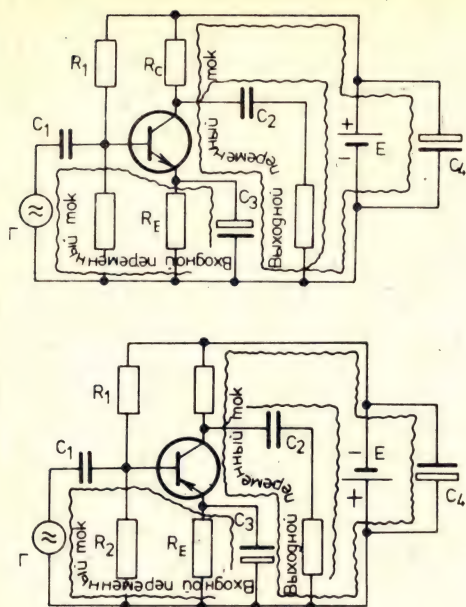 R1
RC
C1
C2
+
-
E
C4
C3
RE
Г
Входной переменный ток
Выходной переменный ток
R1
C1
C2
-
E
+
C4
C3
R2
RE
Г
Входной переменный ток
Выходной переменный ток